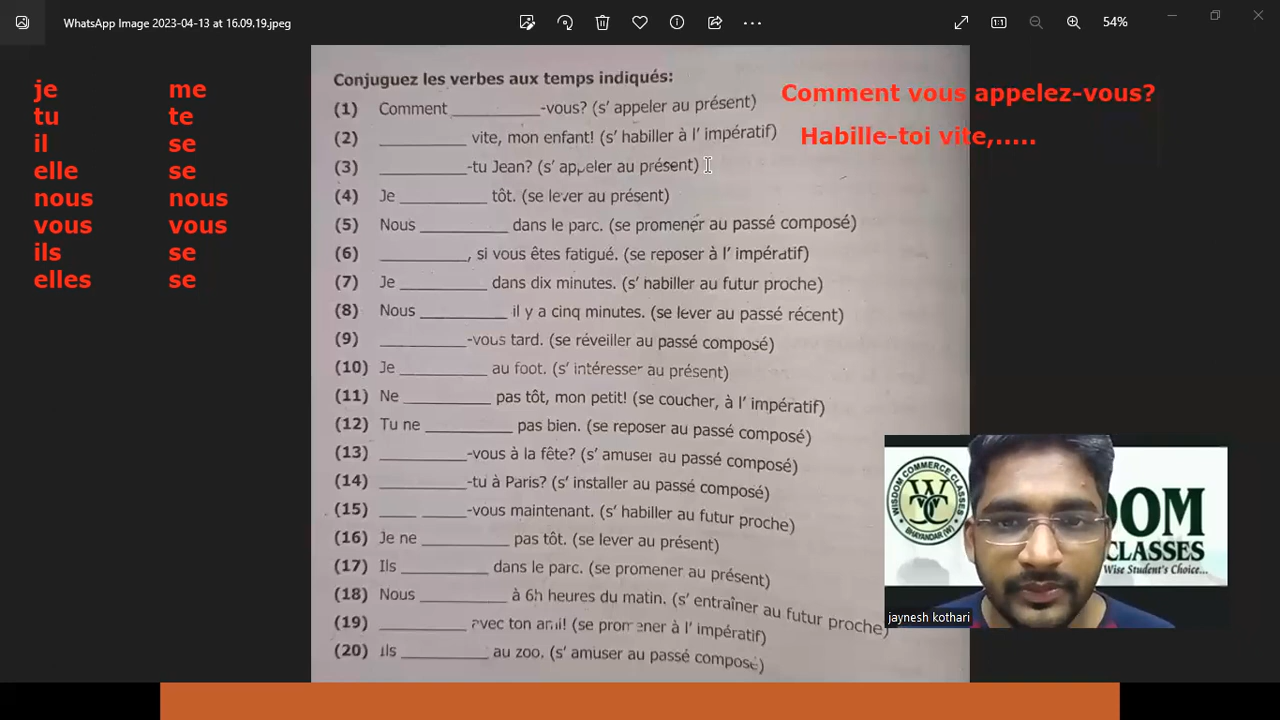 WhatsApp Image 2023-04-13 at 16.09.19.jpeg
54%
je me
tu te
il se
elle se
nous nous
vous vous
ils se
elles se
Conjuguez les verbes aux temps indiqués:
(1) Comment __________-vous? (s' appeler au présent)
(2) __________ vite, mon enfant! (s' habiller à l' impératif)
(3) __________-tu Jean? (s' appeler au présent)
(4) Je __________ tôt. (se lever au présent)
(5) Nous __________ dans le parc. (se promener au passé composé)
(6) __________, si vous êtes fatigué. (se reposer à l' impératif)
(7) Je __________ dans dix minutes. (s' habiller au futur proche)
(8) Nous __________ il y a cinq minutes. (se lever au passé récent)
(9) __________-vous tard. (se réveiller au passé composé)
(10) Je __________ au foot. (s' intéresser au présent)
(11) Ne __________ pas tôt, mon petit! (se coucher, à l' impératif)
(12) Tu ne __________ pas bien. (se reposer au passé composé)
(13) __________-vous à la fête? (s' amuser au passé composé)
(14) __________-tu à Paris? (s' installer au passé composé)
(15) ____ _____-vous maintenant. (s' habiller au futur proche)
(16) Je ne __________ pas tôt. (se lever au présent)
(17) Ils __________ dans le parc. (se promener au présent)
(18) Nous __________ à 6h heures du matin. (s' entraîner au futur proche)
(19) __________ avec ton ami! (se promener à l' impératif)
(20) Ils __________ au zoo. (s' amuser au passé composé)
Comment vous appelez-vous?
Habille-toi vite,.....
WISDOM COMMERCE CLASSES
BHAYANDAR (W)
DOM
CLASSES
Wise Student's Choice...
jaynesh kothari